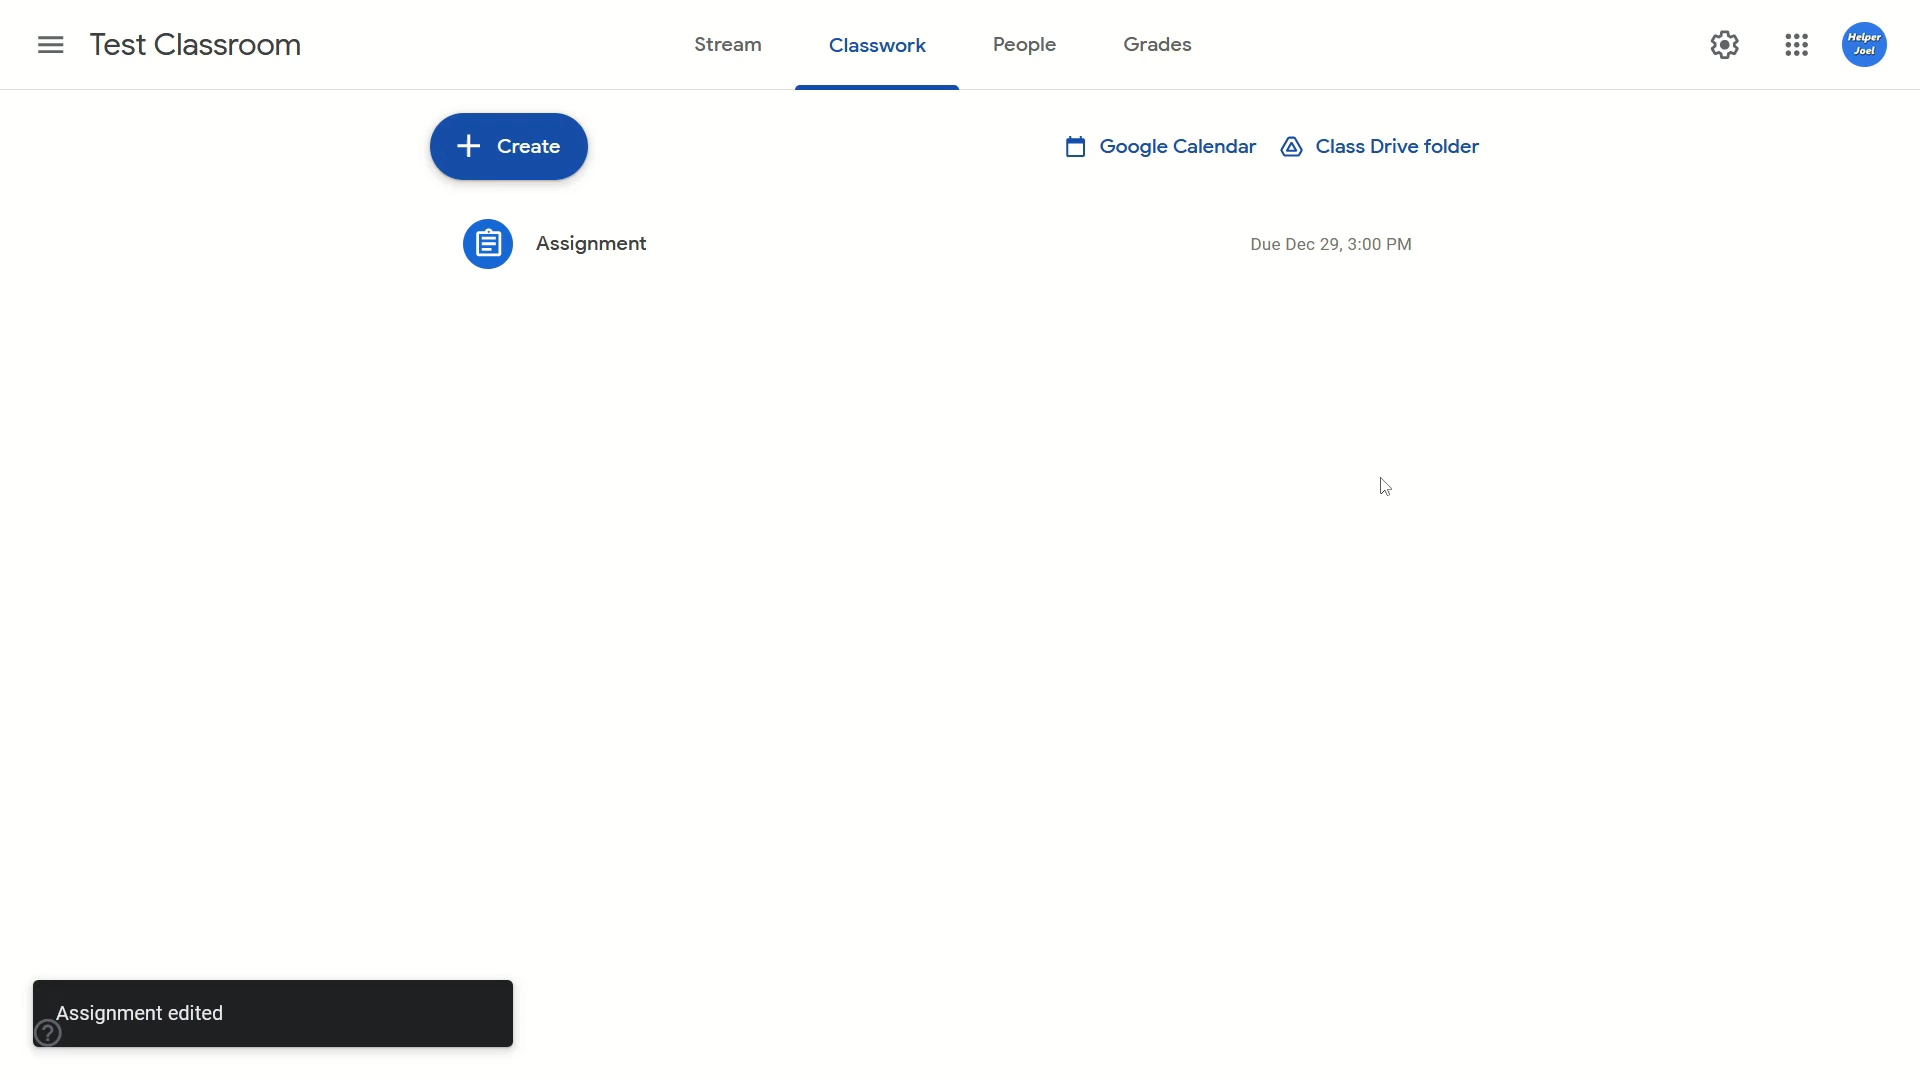 Test Classroom
Stream
Classwork
People
Grades
Helper
Joel
Create
Google Calendar
Class Drive folder
Assignment
Due Dec 29, 3:00 PM
Assignment edited
?